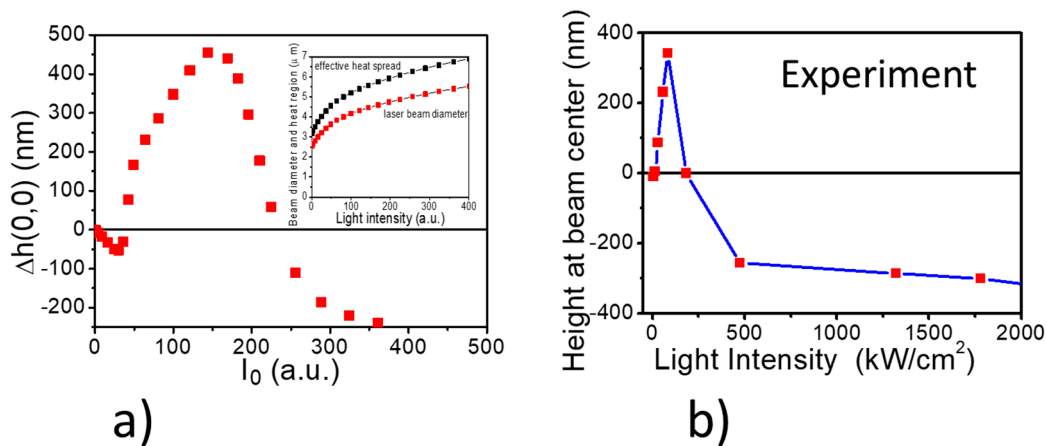 500
400
300
200
100
0
-100
-200
0 100 200 300 400 500
Δh(0,0) (nm)
I0 (a.u.)
7
6
5
4
3
2
1
0
0 100 200 300 400
effective heat spread
laser beam diameter
Beam diameter and heat region (μm)
Light intensity (a.u.)
a)
400
200
0
-200
-400
0 500 1000 1500 2000
Experiment
Height at beam center (nm)
Light Intensity (kW/cm²)
b)